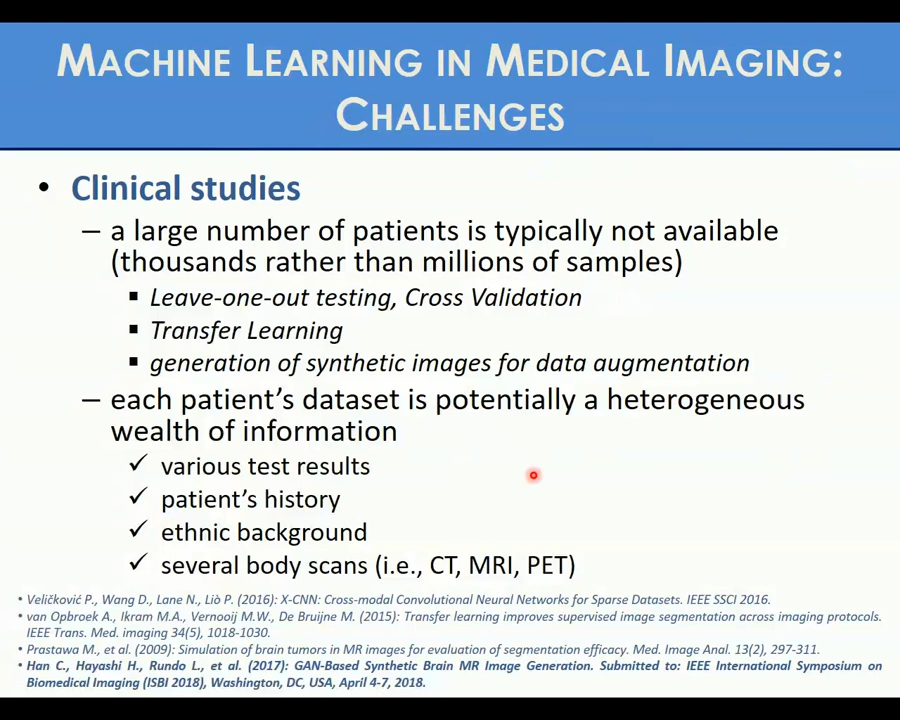 MACHINE LEARNING IN MEDICAL IMAGING:
CHALLENGES
• Clinical studies
– a large number of patients is typically not available
(thousands rather than millions of samples)
▪ Leave-one-out testing, Cross Validation
▪ Transfer Learning
▪ generation of synthetic images for data augmentation
– each patient’s dataset is potentially a heterogeneous
wealth of information
✓ various test results
✓ patient’s history
✓ ethnic background
✓ several body scans (i.e., CT, MRI, PET)
• Veličković P., Wang D., Lane N., Liò P. (2016): X-CNN: Cross-modal Convolutional Neural Networks for Sparse Datasets. IEEE SSCI 2016.
• van Opbroek A., Ikram M.A., Vernooij M.W., De Bruijne M. (2015): Transfer learning improves supervised image segmentation across imaging protocols.
IEEE Trans. Med. imaging 34(5), 1018-1030.
• Prastawa M., et al. (2009): Simulation of brain tumors in MR images for evaluation of segmentation efficacy. Med. Image Anal. 13(2), 297-311.
• Han C., Hayashi H., Rundo L., et al. (2017): GAN-Based Synthetic Brain MR Image Generation. Submitted to: IEEE International Symposium on
Biomedical Imaging (ISBI 2018), Washington, DC, USA, April 4-7, 2018.